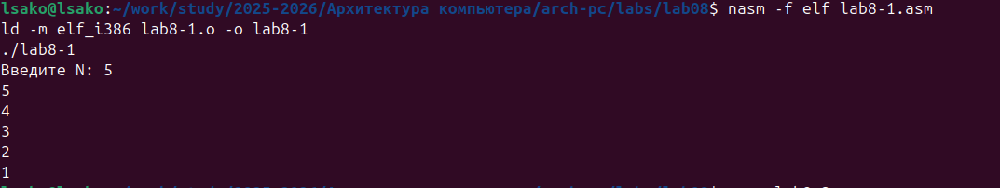 lsako@lsako:~/work/study/2025-2026/Архитектура компьютера/arch-pc/labs/lab08$ nasm -f elf lab8-1.asm
ld -m elf_i386 lab8-1.o -o lab8-1
./lab8-1
Введите N: 5
5
4
3
2
1